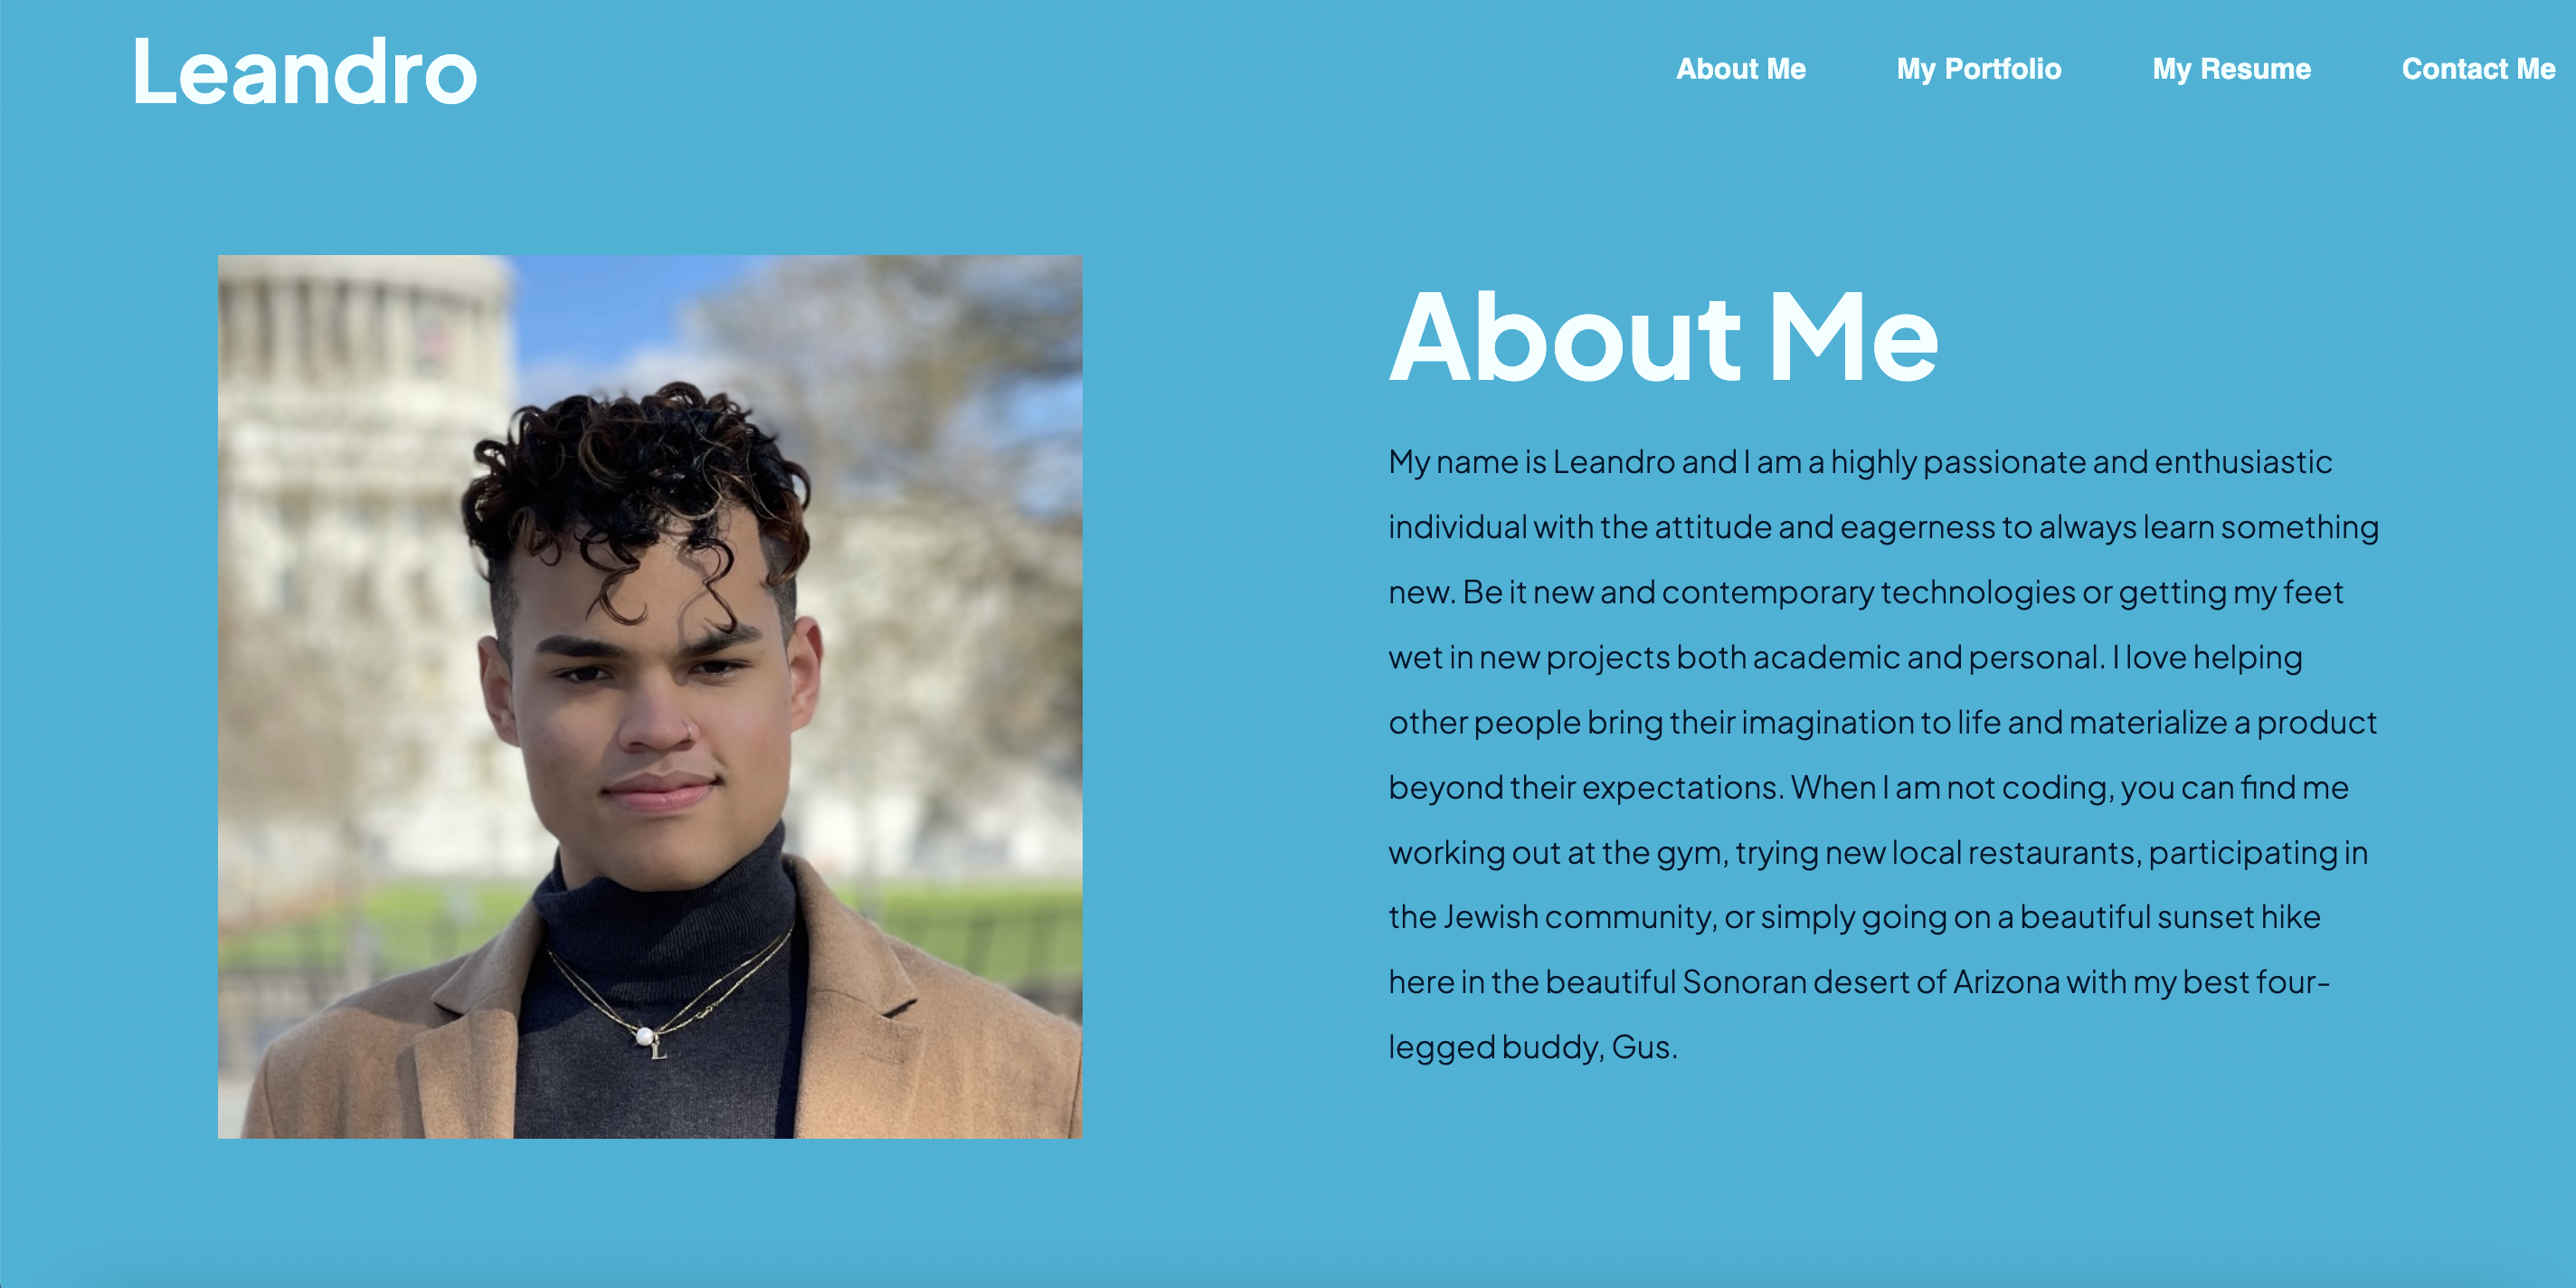 Leandro
About Me
My Portfolio
My Resume
Contact Me
About Me
My name is Leandro and I am a highly passionate and enthusiastic
individual with the attitude and eagerness to always learn something
new. Be it new and contemporary technologies or getting my feet
wet in new projects both academic and personal. I love helping
other people bring their imagination to life and materialize a product
beyond their expectations. When I am not coding, you can find me
working out at the gym, trying new local restaurants, participating in
the Jewish community, or simply going on a beautiful sunset hike
here in the beautiful Sonoran desert of Arizona with my best four-
legged buddy, Gus.
L